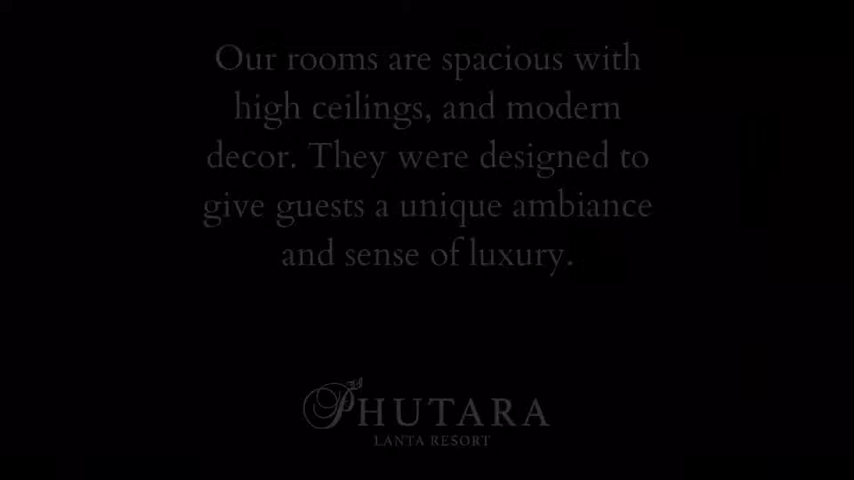 Our rooms are spacious with
high ceilings, and modern
decor. They were designed to
give guests a unique ambiance
and sense of luxury.
PHUTARA
LANTA RESORT